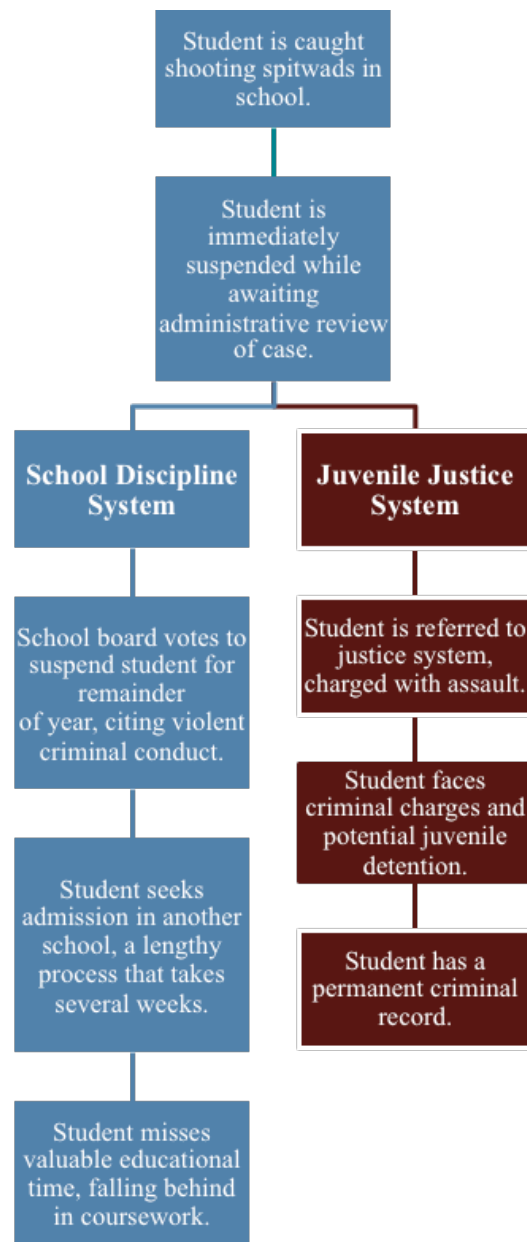 Student is caught
shooting spitwads in
school.
Student is
immediately
suspended while
awaiting
administrative review
of case.
School Discipline
System
School board votes to
suspend student for
remainder
of year, citing violent
criminal conduct.
Student seeks
admission in another
school, a lengthy
process that takes
several weeks.
Student misses
valuable educational
time, falling behind
in coursework.
Juvenile Justice
System
Student is referred to
justice system,
charged with assault.
Student faces
criminal charges and
potential juvenile
detention.
Student has a
permanent criminal
record.